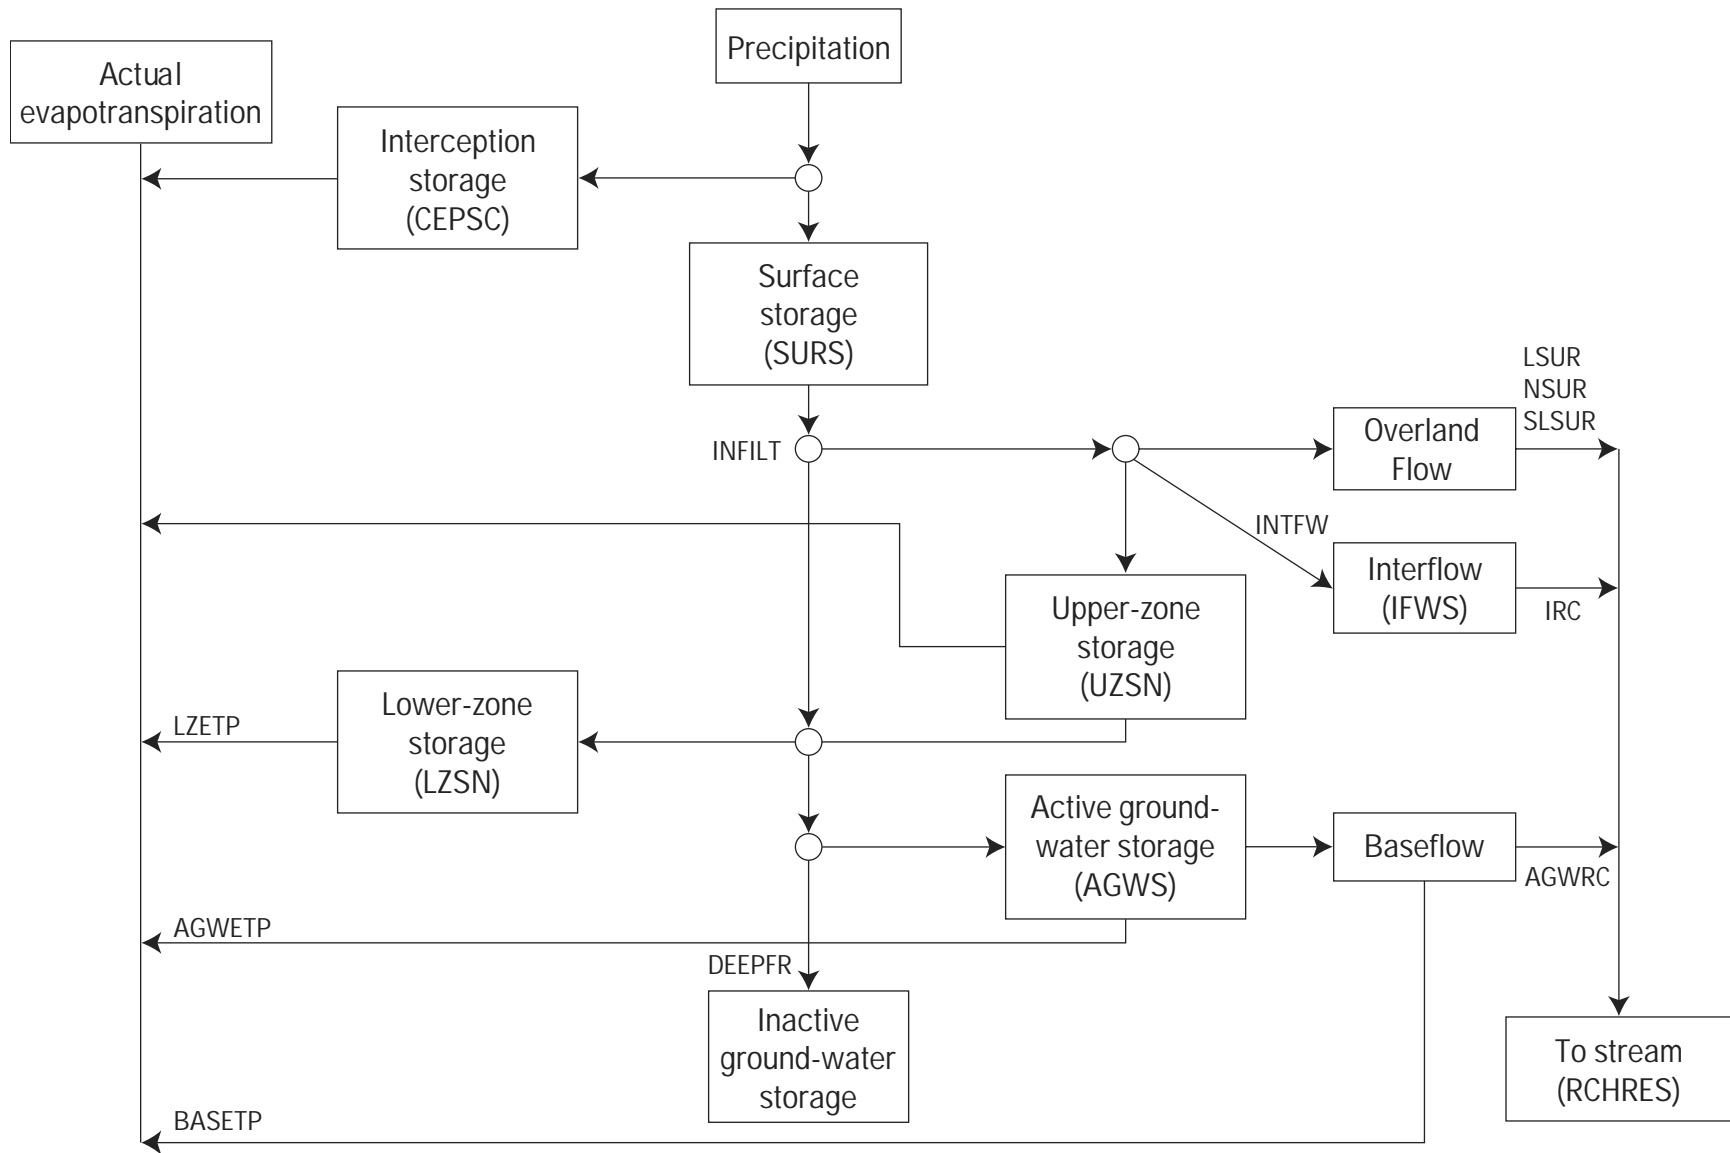 Precipitation
Actual
evapotranspiration
Interception
storage
(CEPSC)
Surface
storage
(SURS)
LSUR
NSUR
SLSUR
INFILT
Overland
Flow
INTFW
Interflow
(IFWS)
IRC
Upper-zone
storage
(UZSN)
LZETP
Lower-zone
storage
(LZSN)
Active ground-
water storage
(AGWS)
Baseflow
AGWRC
AGWETP
DEEPFR
Inactive
ground-water
storage
To stream
(RCHRES)
BASETP